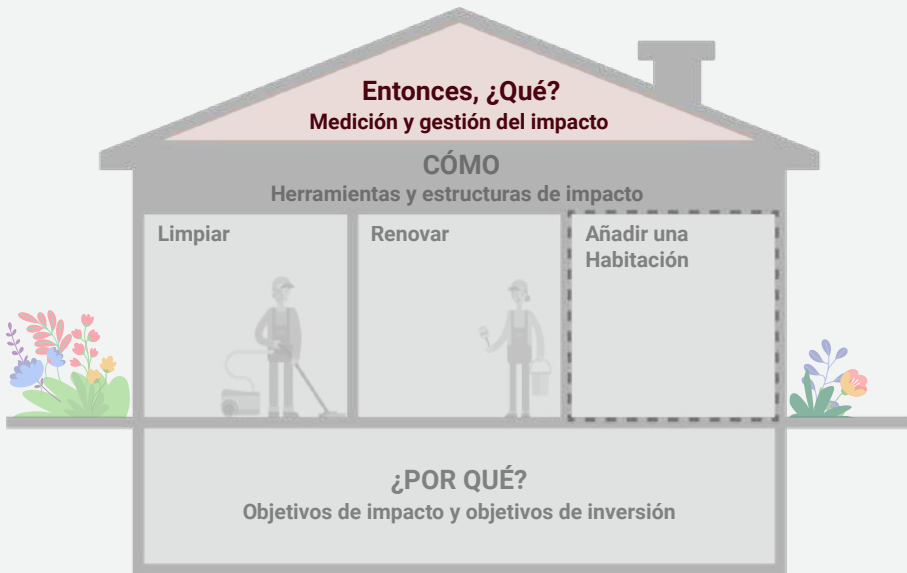 Entonces, ¿Qué?
Medición y gestión del impacto
CÓMO
Herramientas y estructuras de impacto
Limpiar
Renovar
Añadir una
Habitación
¿POR QUÉ?
Objetivos de impacto y objetivos de inversión